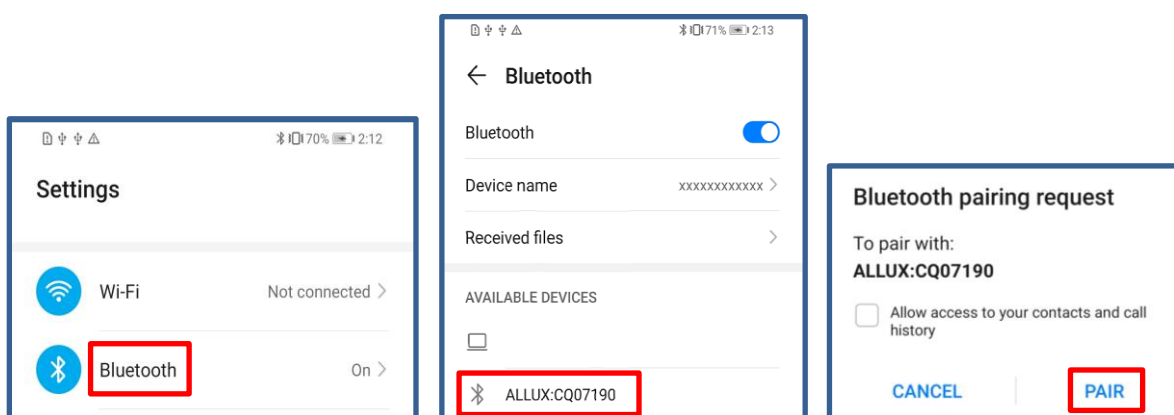 70% 2:12
Settings
Wi-Fi Not connected
Bluetooth On
71% 2:13
Bluetooth
Bluetooth
Device name xxxxxxxxxxxx
Received files
AVAILABLE DEVICES
ALLUX:CQ07190
Bluetooth pairing request
To pair with:
ALLUX:CQ07190
Allow access to your contacts and call
history
CANCEL PAIR